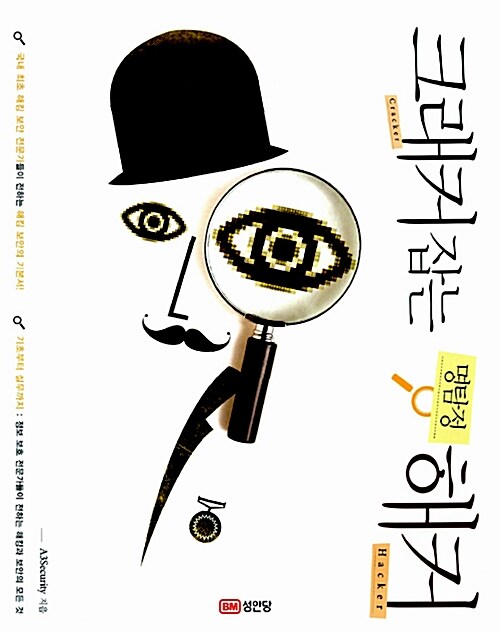 크래커 잡는
Cracker
명탐정
해커
Hacker
국내 최초 해킹 보안 전문가들이 전하는 해킹 보안의 기본서!
기초부터 실무까지 : 정보 보호 전문가들이 전하는 해킹과 보안의 모든 것
A3Security 지음
BM 성안당